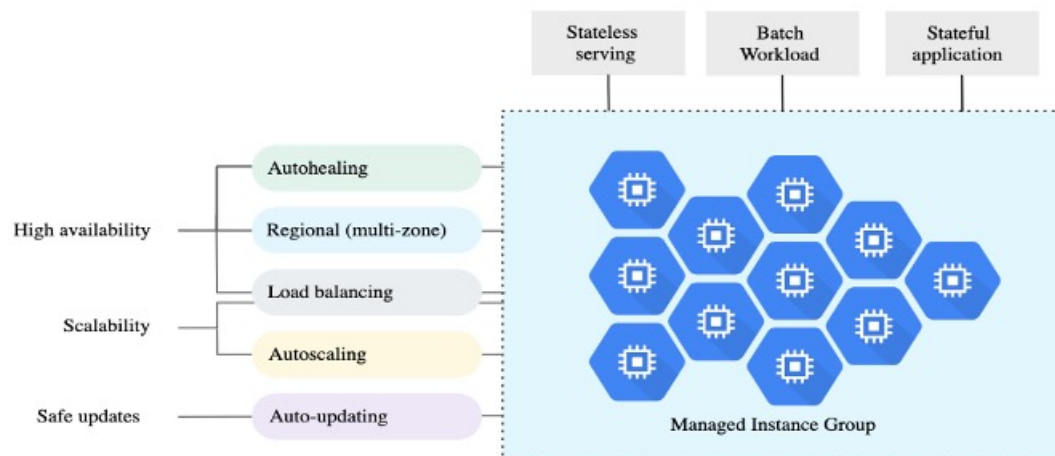 Stateless
serving
Batch
Workload
Stateful
application
High availability
Autohealing
Regional (multi-zone)
Load balancing
Scalability
Autoscaling
Safe updates
Auto-updating
Managed Instance Group